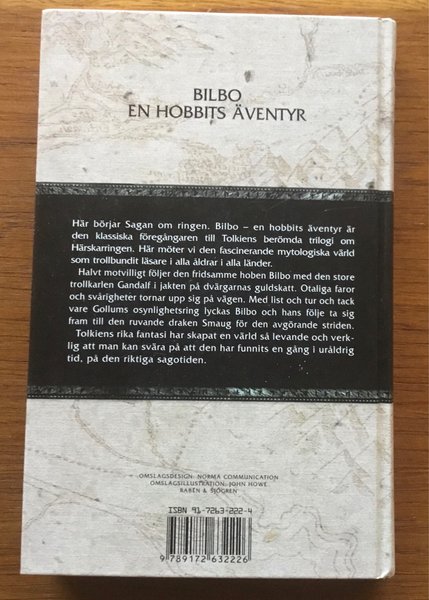 BILBO
EN HOBBITS ÄVENTYR
Här börjar Sagan om ringen. Bilbo – en hobbits äventyr är
den klassiska föregångaren till Tolkiens berömda trilogi om
Härskarringen. Här möter vi den fascinerande mytologiska värld
som trollbundit läsare i alla åldrar i alla länder.
Halvt motvilligt följer den fridsamme hoben Bilbo med den store
trollkarlen Gandalf i jakten på dvärgarnas guldskatt. Otaliga faror
och svårigheter tornar upp sig på vägen. Med list och tur och tack
vare Gollums osynlighetsring lyckas Bilbo och hans följe ta sig
fram till den ruvande draken Smaug för den avgörande striden.
Tolkiens rika fantasi har skapat en värld så levande och verk-
lig att man kan svära på att den har funnits en gång i uråldrig
tid, på den riktiga sagotiden.
OMSLAGSDESIGN: NORMA COMMUNICATION
OMSLAGSILLUSTRATION: JOHN HOWE
RABÉN & SJÖGREN
ISBN 91-7263-222-4
9 789172 632226